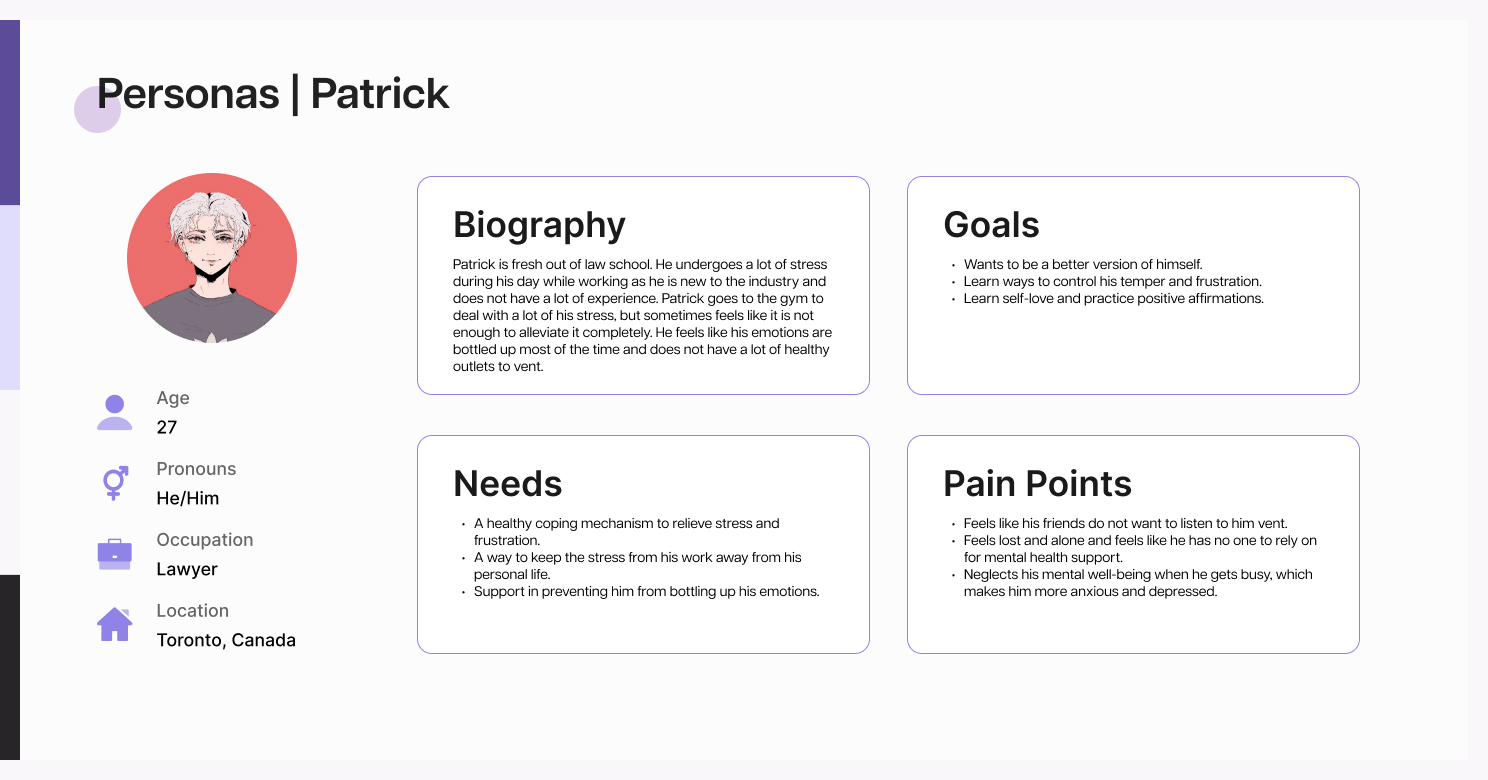 Personas | Patrick
Age
27
Pronouns
He/Him
Occupation
Lawyer
Location
Toronto, Canada
Biography
Patrick is fresh out of law school. He undergoes a lot of stress
during his day while working as he is new to the industry and
does not have a lot of experience. Patrick goes to the gym to
deal with a lot of his stress, but sometimes feels like it is not
enough to alleviate it completely. He feels like his emotions are
bottled up most of the time and does not have a lot of healthy
outlets to vent.
Goals
• Wants to be a better version of himself.
• Learn ways to control his temper and frustration.
• Learn self-love and practice positive affirmations.
Needs
• A healthy coping mechanism to relieve stress and
frustration.
• A way to keep the stress from his work away from his
personal life.
• Support in preventing him from bottling up his emotions.
Pain Points
• Feels like his friends do not want to listen to him vent.
• Feels lost and alone and feels like he has no one to rely on
for mental health support.
• Neglects his mental well-being when he gets busy, which
makes him more anxious and depressed.